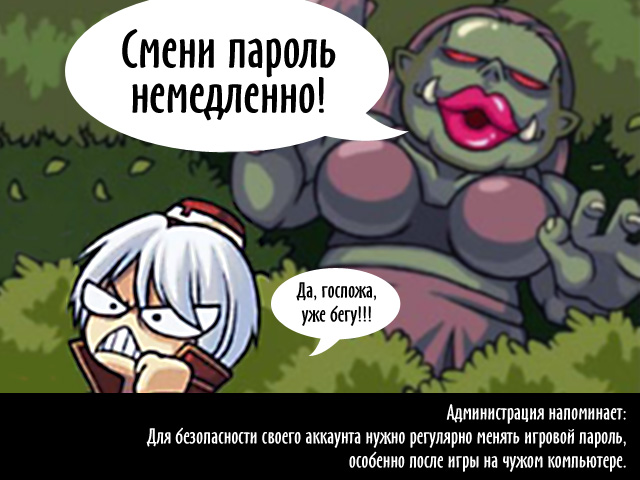 Смени пароль
немедленно!
Да, госпожа,
уже бегу!!!
Администрация напоминает:
Для безопасности своего аккаунта нужно регулярно менять игровой пароль,
особенно после игры на чужом компьютере.